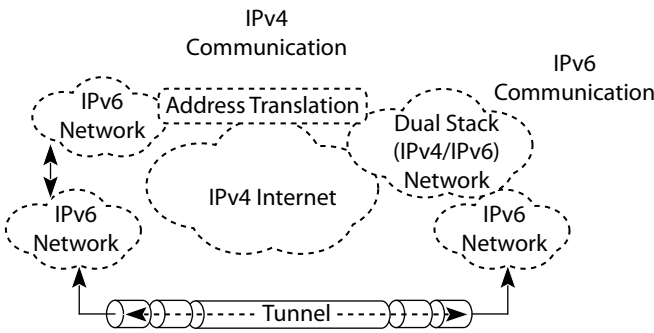 IPv4
Communication
IPv6
Communication
IPv6
Network
Address Translation
Dual Stack
(IPv4/IPv6)
Network
IPv4 Internet
IPv6
Network
IPv6
Network
Tunnel